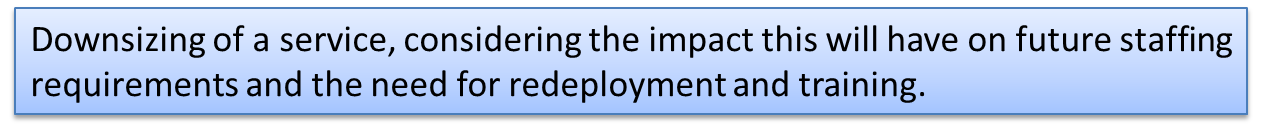 Downsizing of a service, considering the impact this will have on future staffing
requirements and the need for redeployment and training.